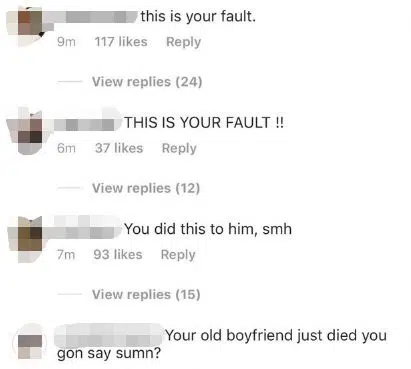 this is your fault.
9m 117 likes Reply
View replies (24)
THIS IS YOUR FAULT !!
6m 37 likes Reply
View replies (12)
You did this to him, smh
7m 93 likes Reply
View replies (15)
Your old boyfriend just died you
gon say sumn?